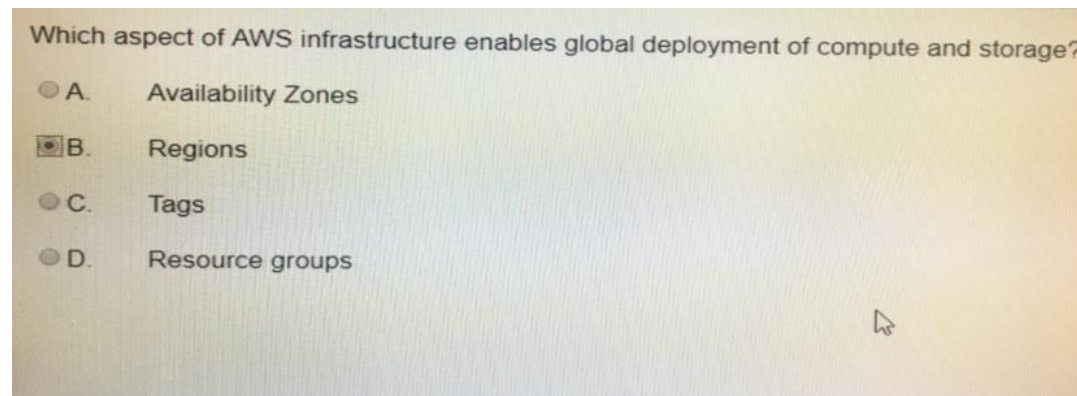 Which aspect of AWS infrastructure enables global deployment of compute and storage?
A. Availability Zones
B. Regions
C. Tags
D. Resource groups